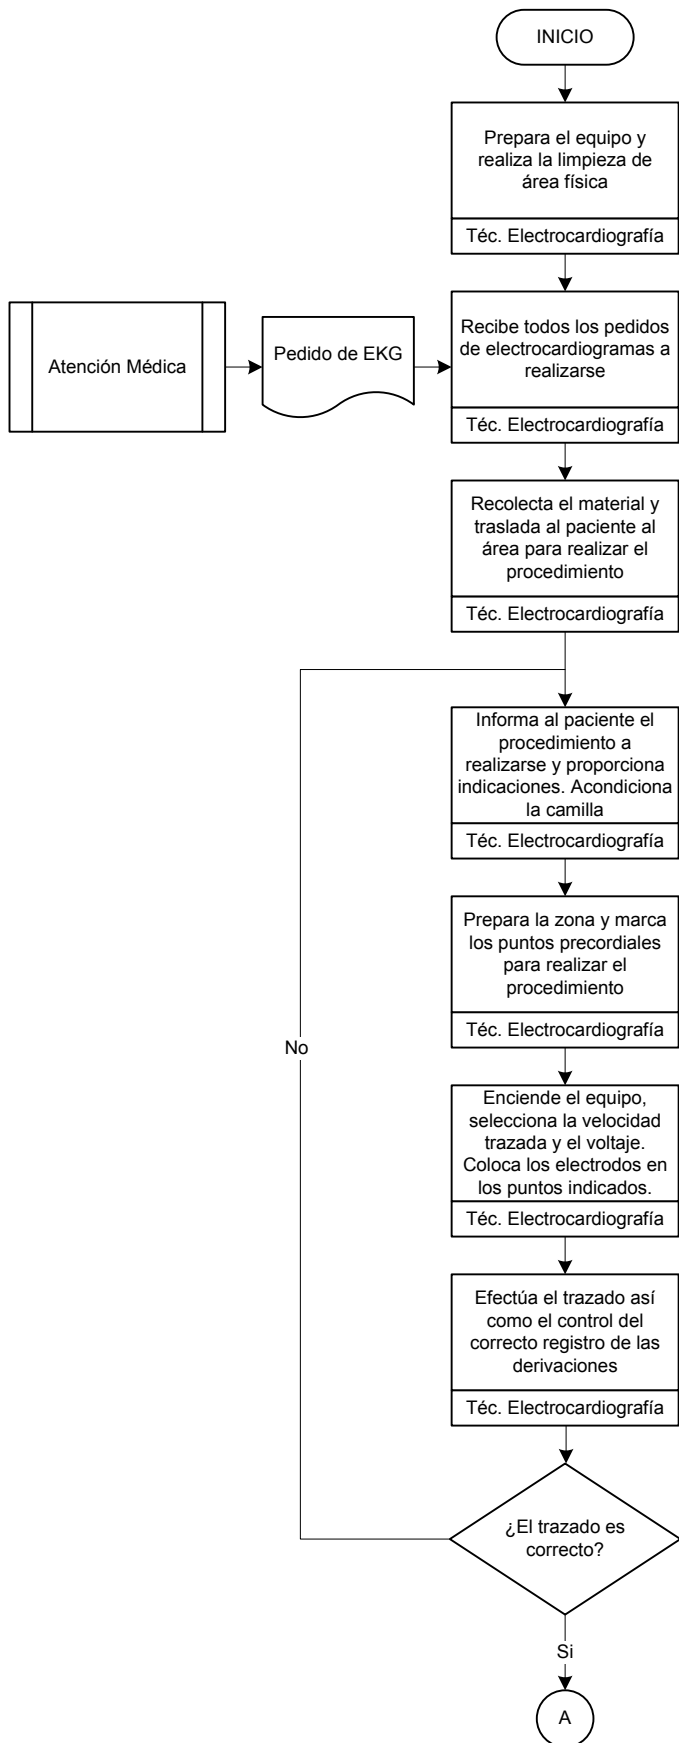 INICIO
Prepara el equipo y
realiza la limpieza de
área física
Téc. Electrocardiografía
Atención Médica
Pedido de EKG
Recibe todos los pedidos
de electrocardiogramas a
realizarse
Téc. Electrocardiografía
Recolecta el material y
traslada al paciente al
área para realizar el
procedimiento
Téc. Electrocardiografía
Informa al paciente el
procedimiento a
realizarse y proporciona
indicaciones. Acondiciona
la camilla
Téc. Electrocardiografía
Prepara la zona y marca
los puntos precordiales
para realizar el
procedimiento
Téc. Electrocardiografía
No
Enciende el equipo,
selecciona la velocidad
trazada y el voltaje.
Coloca los electrodos en
los puntos indicados.
Téc. Electrocardiografía
Efectúa el trazado así
como el control del
correcto registro de las
derivaciones
Téc. Electrocardiografía
¿El trazado es
correcto?
Si
A